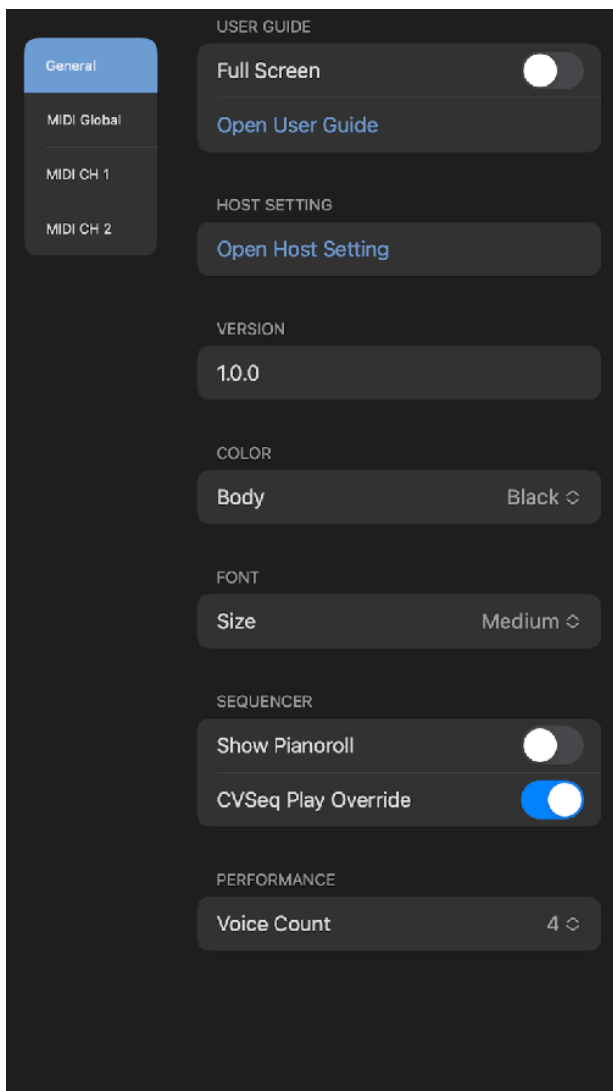 General
MIDI Global
MIDI CH 1
MIDI CH 2
USER GUIDE
Full Screen
Open User Guide
HOST SETTING
Open Host Setting
VERSION
1.0.0
COLOR
Body Black
FONT
Size Medium
SEQUENCER
Show Pianoroll
CVSeq Play Override
PERFORMANCE
Voice Count 4